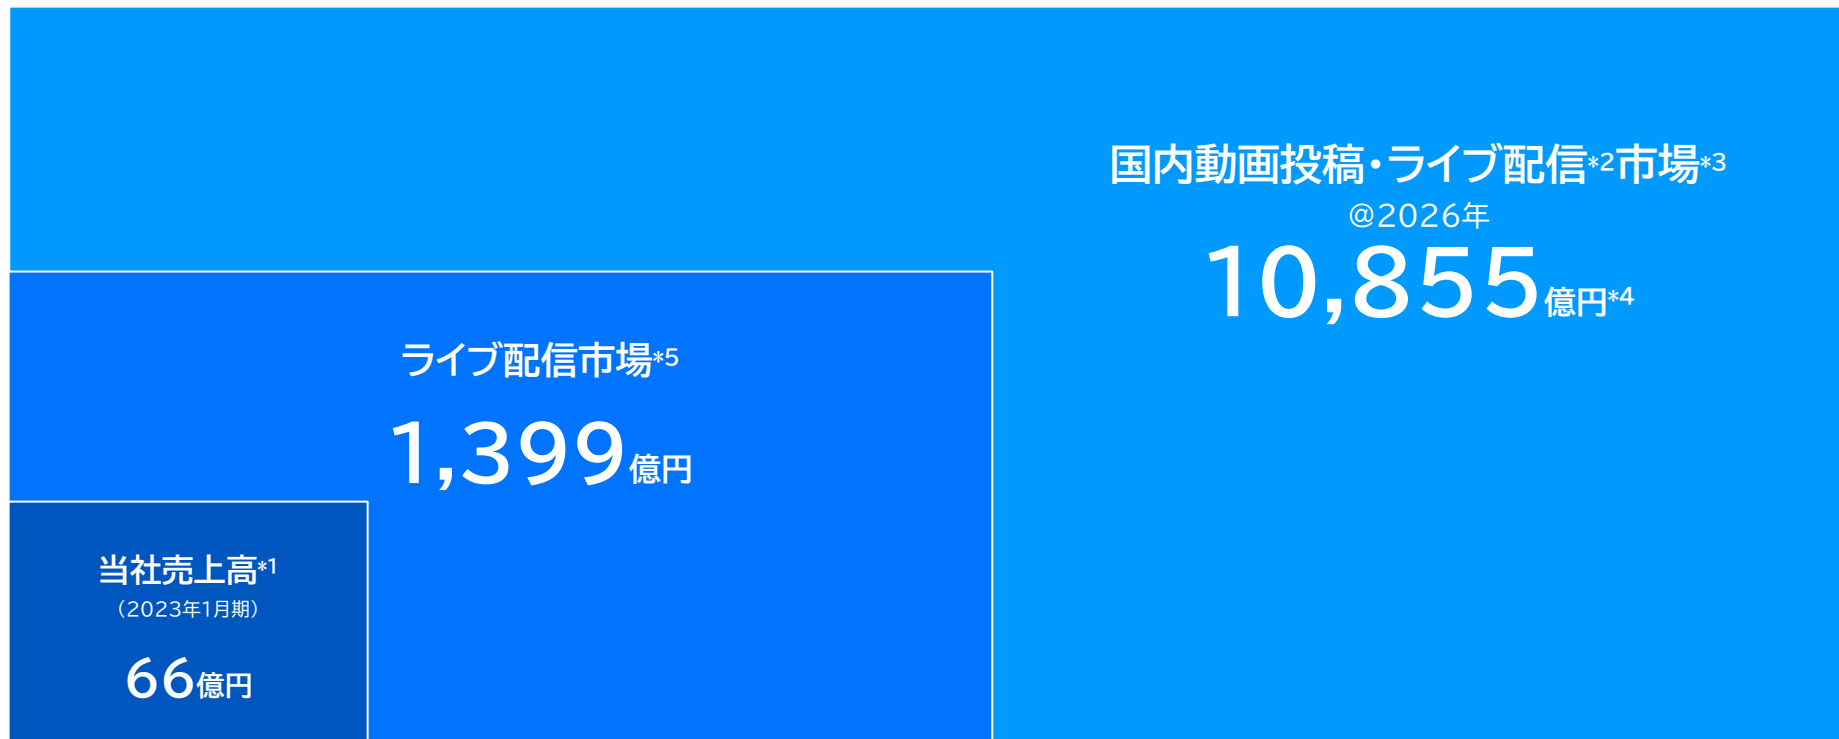 国内動画投稿・ライブ配信*2市場*3
@2026年
10,855億円*4
ライブ配信市場*5
1,399億円
当社売上高*1
（2023年1月期）
66億円